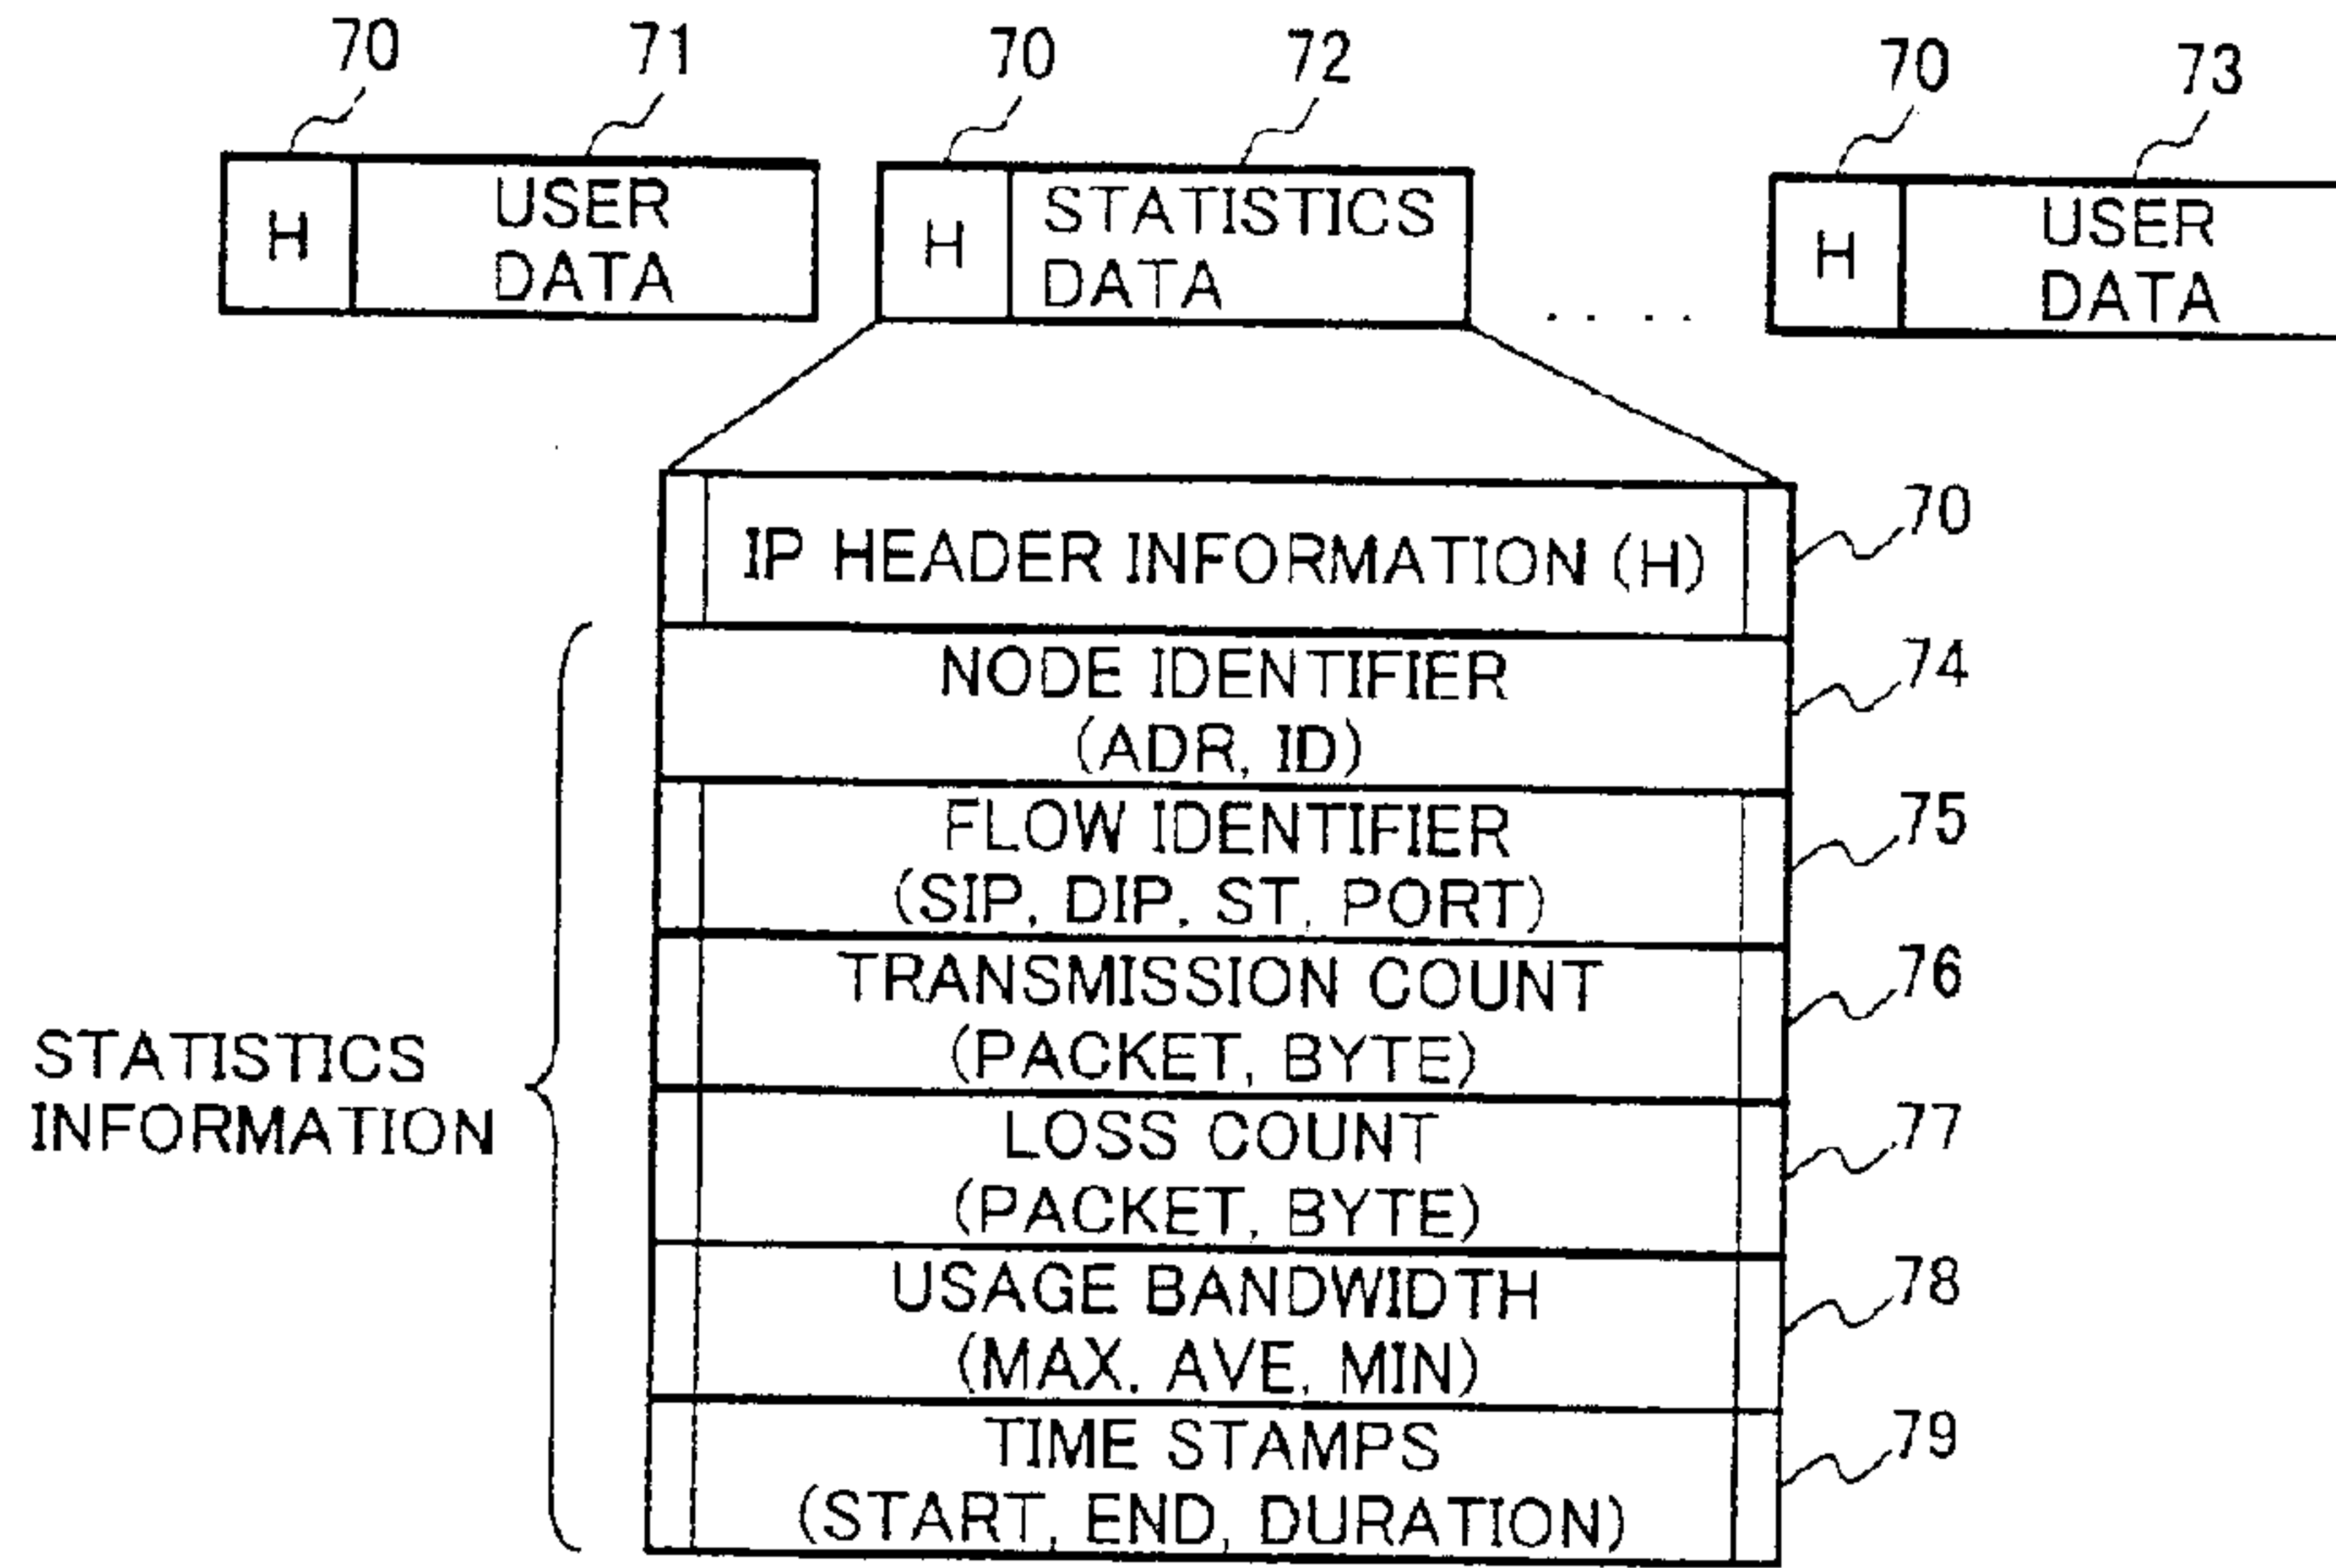 70 71 70 72 70 73
H USER DATA H STATISTICS DATA . . . . H USER DATA
IP HEADER INFORMATION (H) 70
NODE IDENTIFIER 74
(ADR, ID)
FLOW IDENTIFIER 75
(SIP, DIP, ST, PORT)
TRANSMISSION COUNT 76
(PACKET, BYTE)
STATISTICS
INFORMATION
LOSS COUNT 77
(PACKET, BYTE)
USAGE BANDWIDTH 78
(MAX, AVE, MIN)
TIME STAMPS 79
(START, END, DURATION)